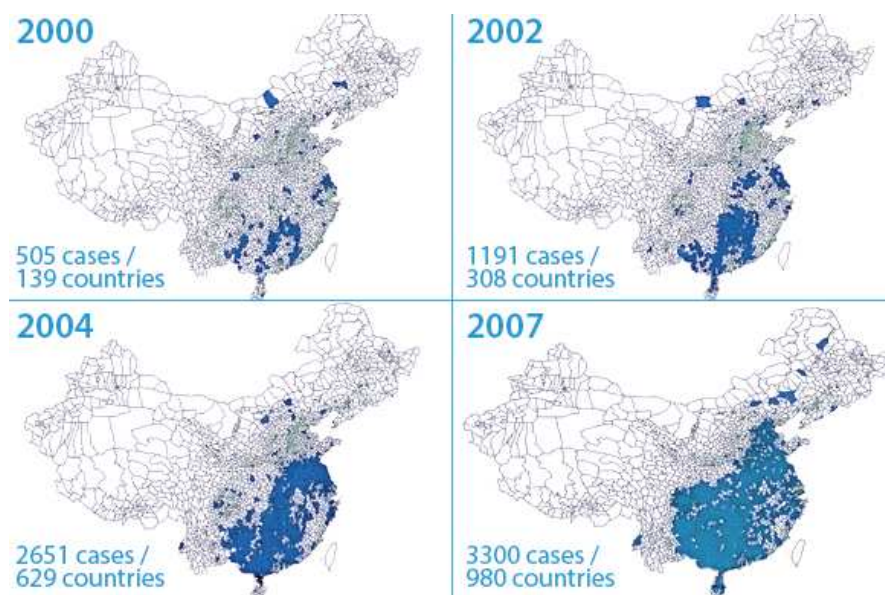 2000
505 cases /
139 countries
2002
1191 cases /
308 countries
2004
2651 cases /
629 countries
2007
3300 cases /
980 countries